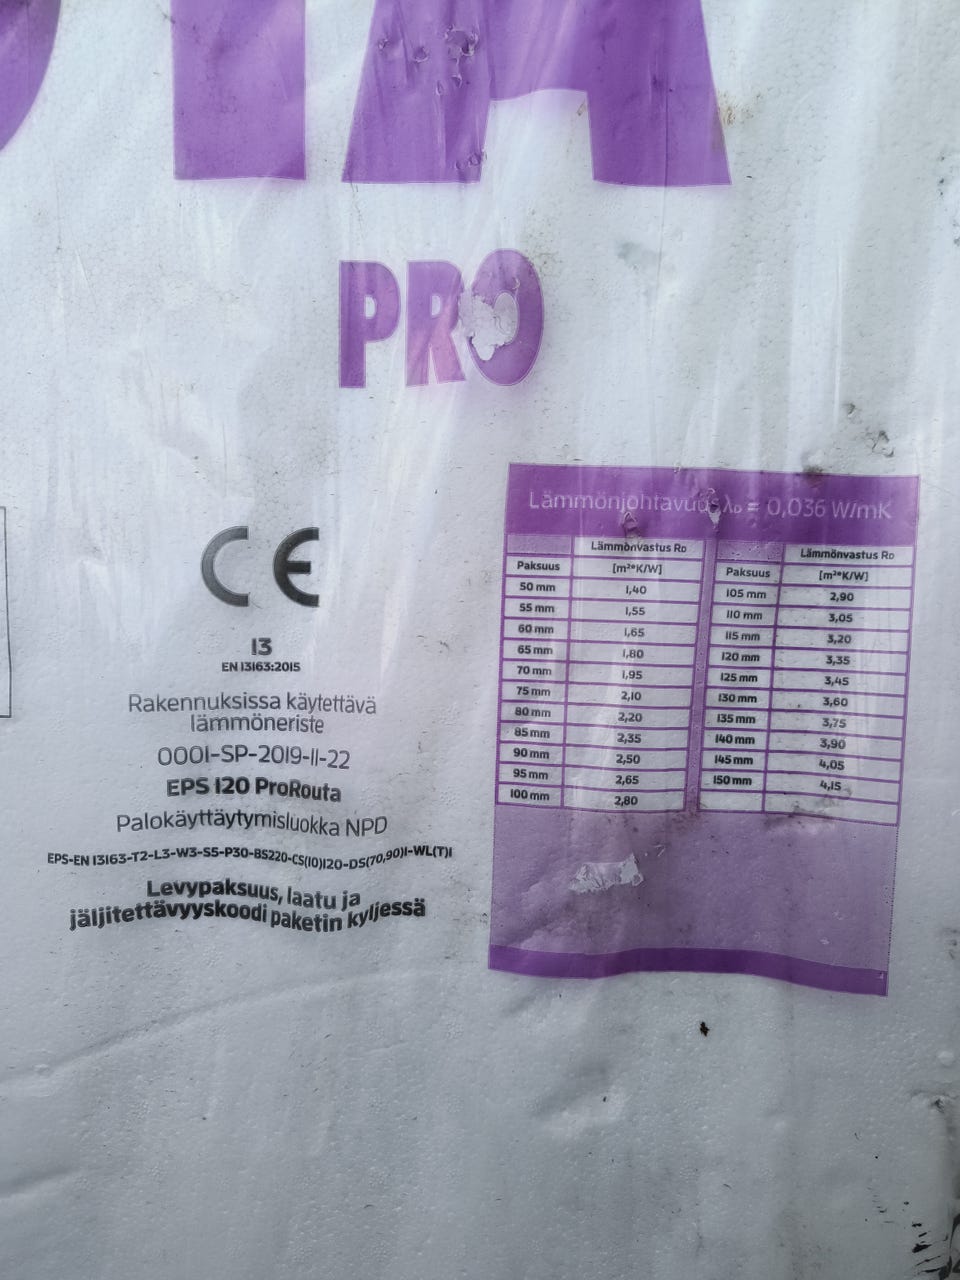 TA
PRO
CE
13
EN 13163:2015
Rakennuksissa käytettävä
lämmöneriste
0001-SP-2019-11-22
EPS 120 ProRouta
Palokäyttäytymisluokka NPD
EPS-EN 13163-T2-L3-W3-S5-P30-BS220-CS(10)120-DS(70,90)1-WL(T)1
Levypaksuus, laatu ja
jäljitettävyyskoodi paketin kyljessä
Lämmönjohtavuus λD = 0,036 W/mK
Lämmönvastus RD
Paksuus [m²*K/W]
50 mm 1,40
55 mm 1,55
60 mm 1,65
65 mm 1,80
70 mm 1,95
75 mm 2,10
80 mm 2,20
85 mm 2,35
90 mm 2,50
95 mm 2,65
100 mm 2,80
Lämmönvastus RD
Paksuus [m²*K/W]
105 mm 2,90
110 mm 3,05
115 mm 3,20
120 mm 3,35
125 mm 3,45
130 mm 3,60
135 mm 3,75
140 mm 3,90
145 mm 4,05
150 mm 4,15